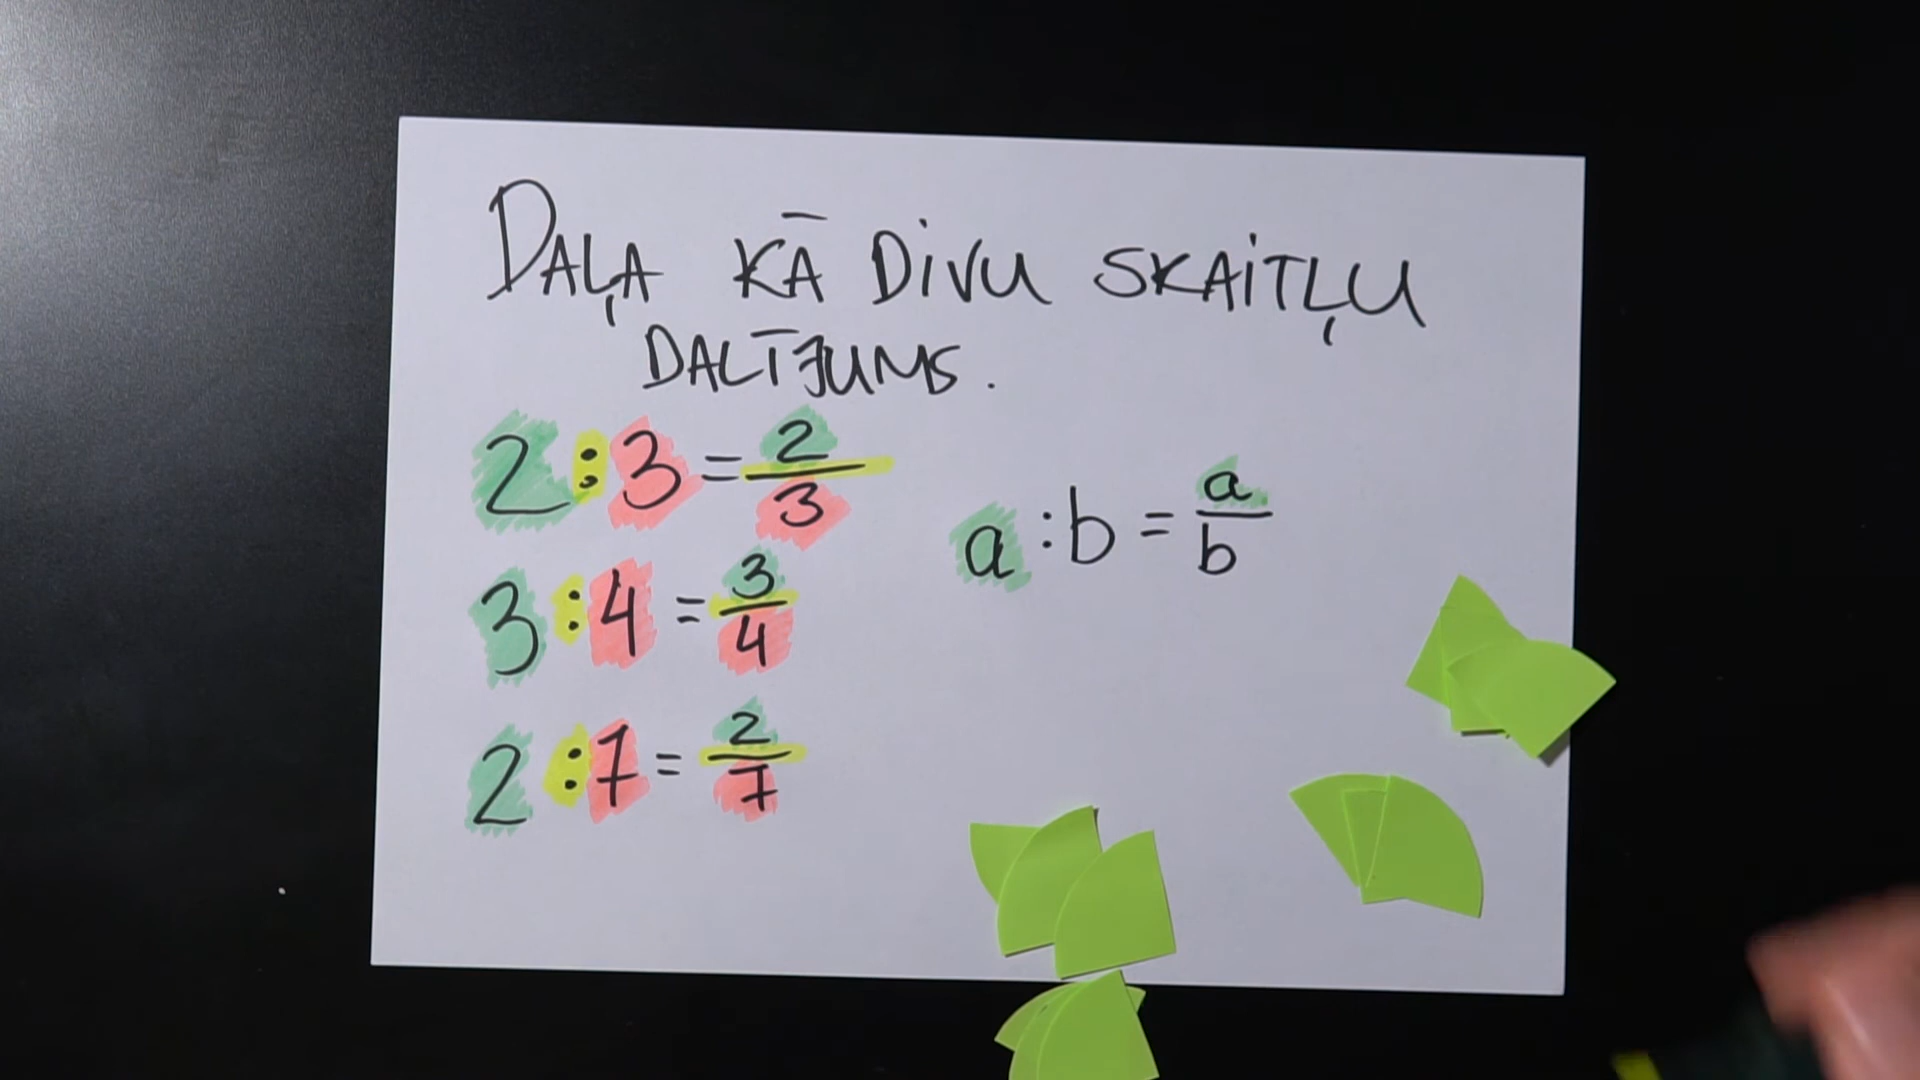 DAĻA KĀ DIVU SKAITĻU
DALĪJUMS.
2:3 = 2/3
a:b = a/b
3:4 = 3/4
2:7 = 2/7